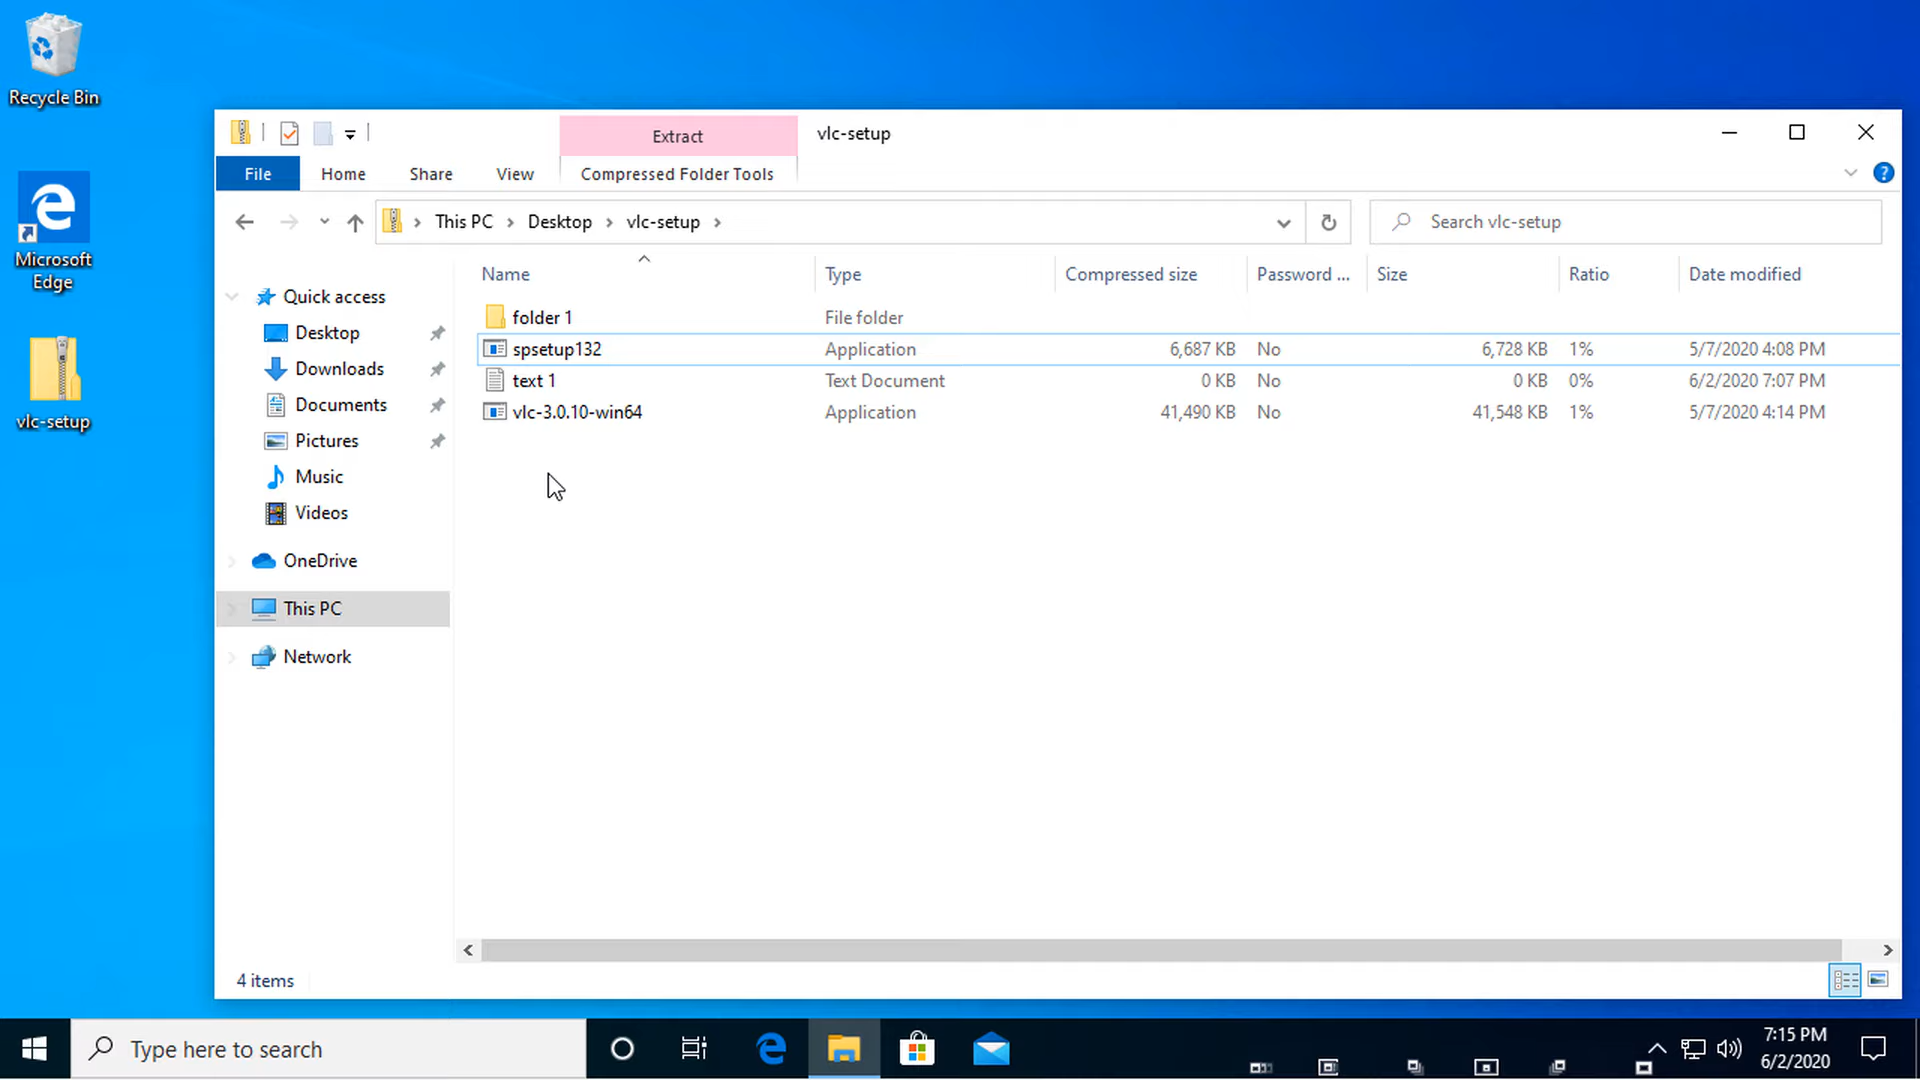 Recycle Bin
Microsoft
Edge
vlc-setup
Extract
vlc-setup
File
Home
Share
View
Compressed Folder Tools
This PC
Desktop
vlc-setup
Search vlc-setup
Name
Type
Compressed size
Password ...
Size
Ratio
Date modified
folder 1
File folder
spsetup132
Application
6,687 KB
No
6,728 KB
1%
5/7/2020 4:08 PM
text 1
Text Document
0 KB
No
0 KB
0%
6/2/2020 7:07 PM
vlc-3.0.10-win64
Application
41,490 KB
No
41,548 KB
1%
5/7/2020 4:14 PM
Quick access
Desktop
Downloads
Documents
Pictures
Music
Videos
OneDrive
This PC
Network
4 items
Type here to search
7:15 PM
6/2/2020